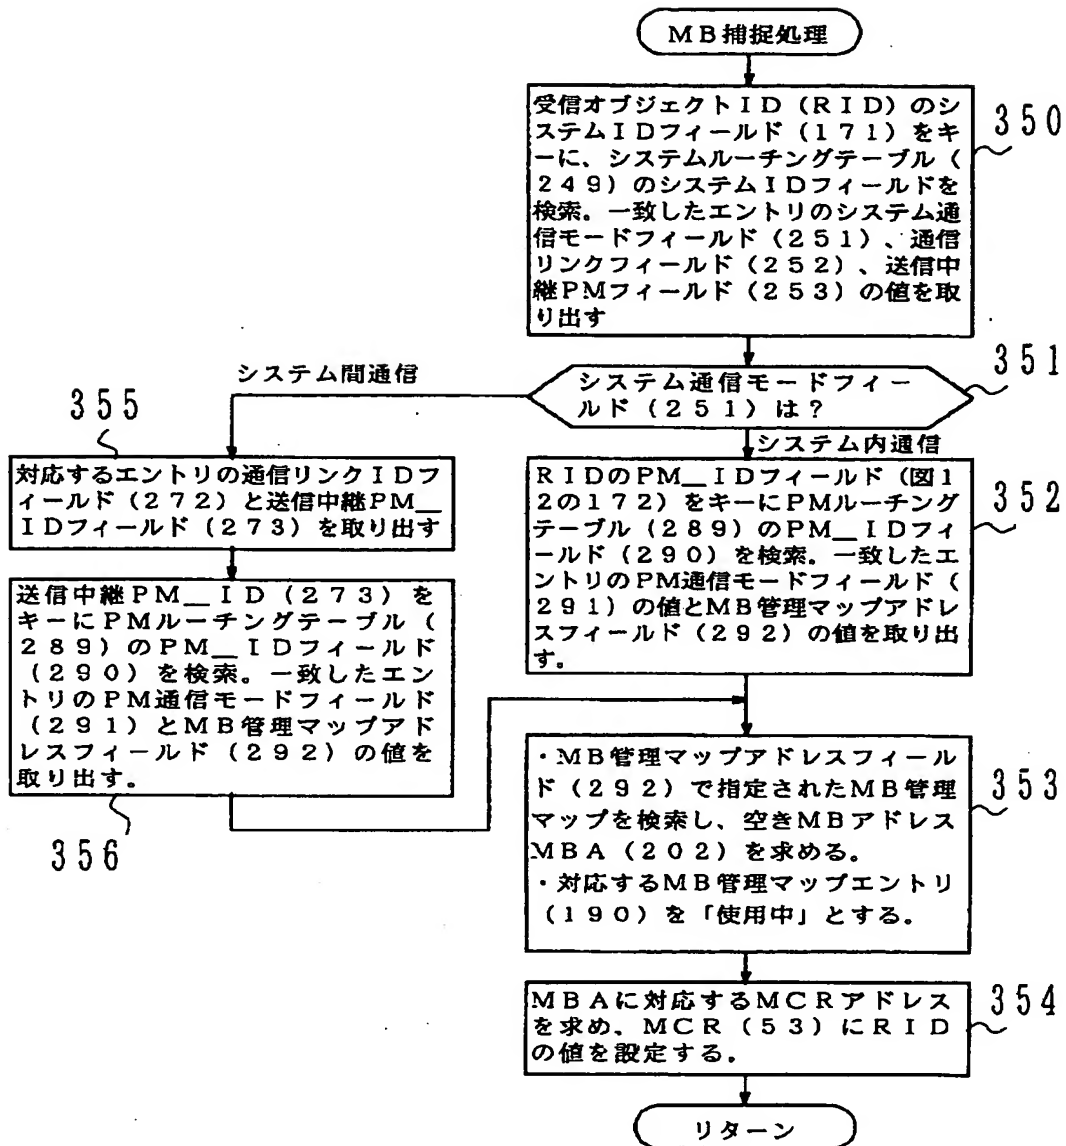 MB捕捉処理
受信オブジェクトID(RID)のシ
ステムIDフィールド(171)をキ
ーに、システムルーチングテーブル(
249)のシステムIDフィールドを
検索。一致したエントリのシステム通
信モードフィールド(251)、通信
リンクフィールド(252)、送信中
継PMフィールド(253)の値を取
り出す
350
システム通信モードフィー
ルド(251)は?
351
システム間通信
システム内通信
355
対応するエントリの通信リンクIDフ
ィールド(272)と送信中継PM__
IDフィールド(273)を取り出す
RIDのPM__IDフィールド(図1
2の172)をキーにPMルーチング
テーブル(289)のPM__IDフィ
ールド(290)を検索。一致したエ
ントリのPM通信モードフィールド(
291)の値とMB管理マップアドレ
スフィールド(292)の値を取り出
す。
352
送信中継PM__ID(273)を
キーにPMルーチングテーブル(
289)のPM__IDフィールド
(290)を検索。一致したエン
トリのPM通信モードフィールド
(291)とMB管理マップアド
レスフィールド(292)の値を
取り出す。
356
・MB管理マップアドレスフィール
ド(292)で指定されたMB管理
マップを検索し、空きMBアドレス
MBA(202)を求める。
・対応するMB管理マップエントリ
(190)を「使用中」とする。
353
MBAに対応するMCRアドレス
を求め、MCR(53)にRID
の値を設定する。
354
リターン